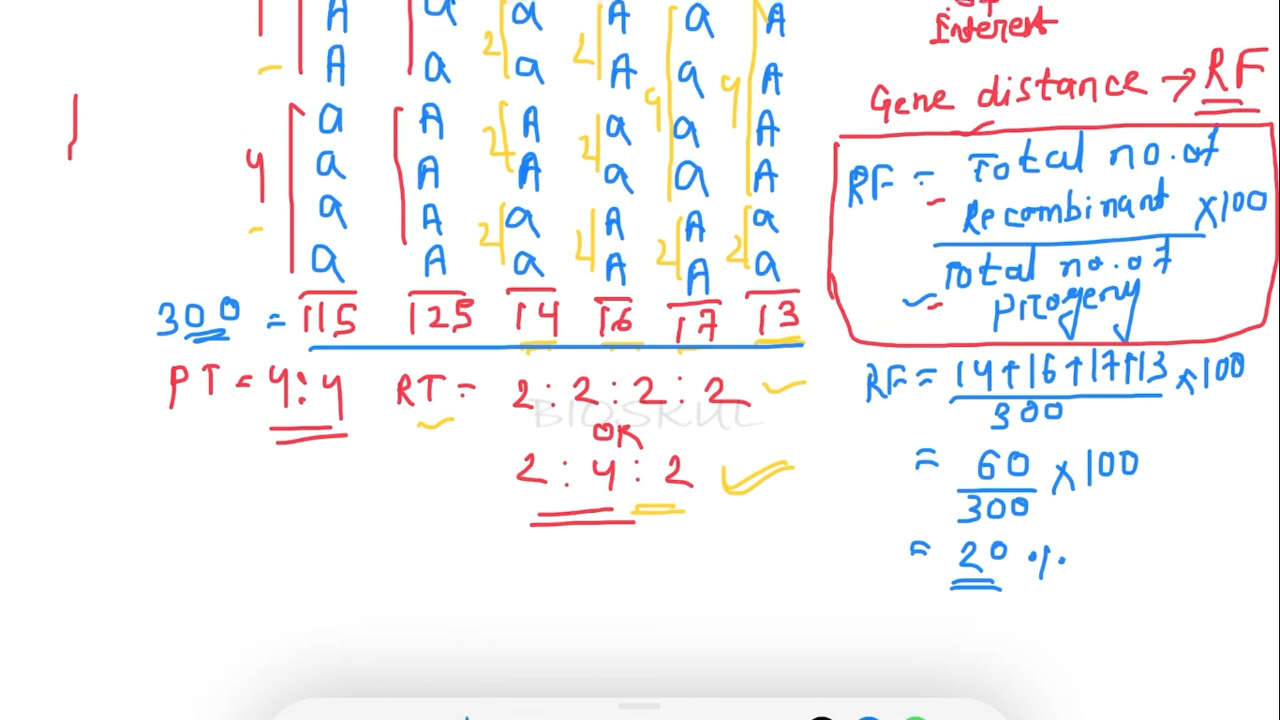 A a a A a A
Interest
A a a A a A
Gene distance → RF
4 a A A a a A
RF = Total no. of Recombinant × 100
a A A a a A
a A a A A a
Total no. of progeny
a A a A A a
300 = 115 125 14 16 17 13
PT = 4:4 RT = 2 : 2 : 2 : 2
RF = 14+16+17+13 × 100
300
BIOSKUL
OR
2 : 4 : 2
= 60 × 100
300
= 20 %